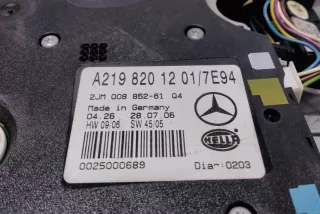 A219 820 12 01/7E94
2JM 008 852-61 Q4
Made in Germany
04.26 28.07.06
HW 09/06 SW 45/05
HELLA
0025000689
Dia=0203